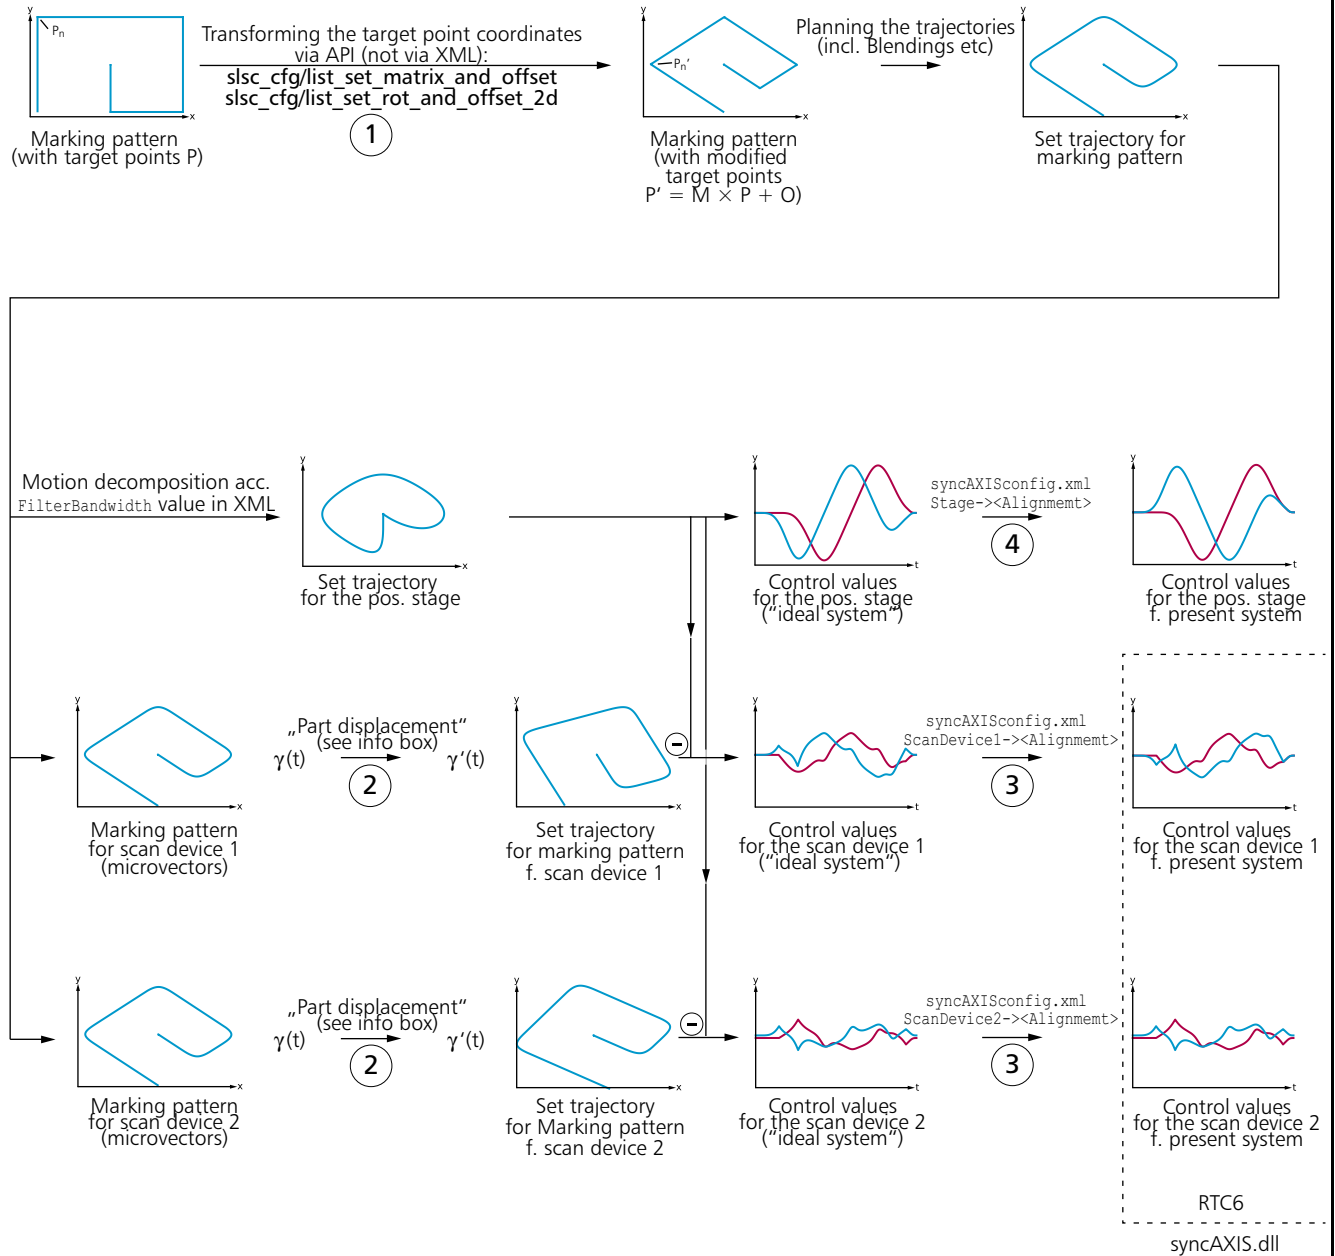 y
Pn
x
Marking pattern
(with target points P)
Transforming the target point coordinates
via API (not via XML):
slsc_cfg/list_set_matrix_and_offset
slsc_cfg/list_set_rot_and_offset_2d
1
y
Pn'
x
Marking pattern
(with modified
target points
P' = M × P + O)
Planning the trajectories
(incl. Blendings etc)
y
x
Set trajectory for
marking pattern
Motion decomposition acc.
FilterBandwidth value in XML
y
x
Set trajectory
for the pos. stage
y
t
Control values
for the pos. stage
("ideal system")
syncAXISconfig.xml
Stage-><Alignmemt>
4
y
t
Control values
for the pos. stage
f. present system
y
x
Marking pattern
for scan device 1
(microvectors)
„Part displacement“
(see info box)
γ(t)
γ'(t)
2
y
x
Set trajectory
for marking pattern
f. scan device 1
–
y
t
Control values
for the scan device 1
("ideal system")
syncAXISconfig.xml
ScanDevice1-><Alignmemt>
3
y
t
Control values
for the scan device 1
f. present system
y
x
Marking pattern
for scan device 2
(microvectors)
„Part displacement“
(see info box)
γ(t)
γ'(t)
2
y
x
Set trajectory
for Marking pattern
f. scan device 2
–
y
t
Control values
for the scan device 2
("ideal system")
syncAXISconfig.xml
ScanDevice2-><Alignmemt>
3
y
t
Control values
for the scan device 2
f. present system
RTC6
syncAXIS.dll